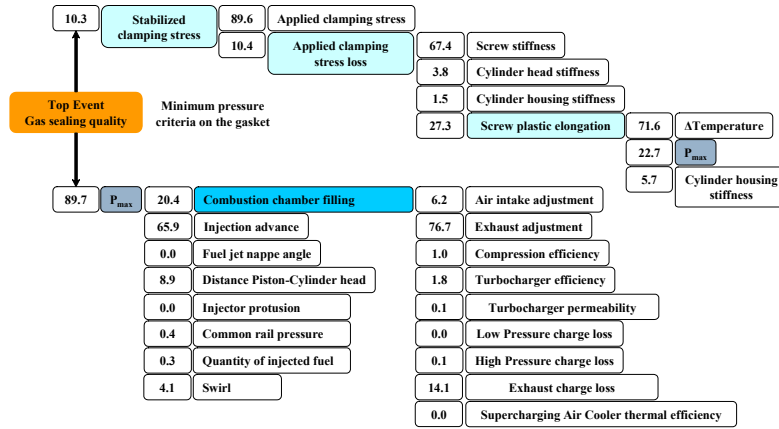 10.3 Stabilized clamping stress 89.6 Applied clamping stress
10.4 Applied clamping stress loss 67.4 Screw stiffness
3.8 Cylinder head stiffness
1.5 Cylinder housing stiffness
27.3 Screw plastic elongation 71.6 ΔTemperature
22.7 Pmax
5.7 Cylinder housing stiffness
Top Event
Gas sealing quality
Minimum pressure
criteria on the gasket
89.7 Pmax 20.4 Combustion chamber filling 6.2 Air intake adjustment
65.9 Injection advance 76.7 Exhaust adjustment
0.0 Fuel jet nappe angle 1.0 Compression efficiency
8.9 Distance Piston-Cylinder head 1.8 Turbocharger efficiency
0.0 Injector protusion 0.1 Turbocharger permeability
0.4 Common rail pressure 0.0 Low Pressure charge loss
0.3 Quantity of injected fuel 0.1 High Pressure charge loss
4.1 Swirl 14.1 Exhaust charge loss
0.0 Supercharging Air Cooler thermal efficiency